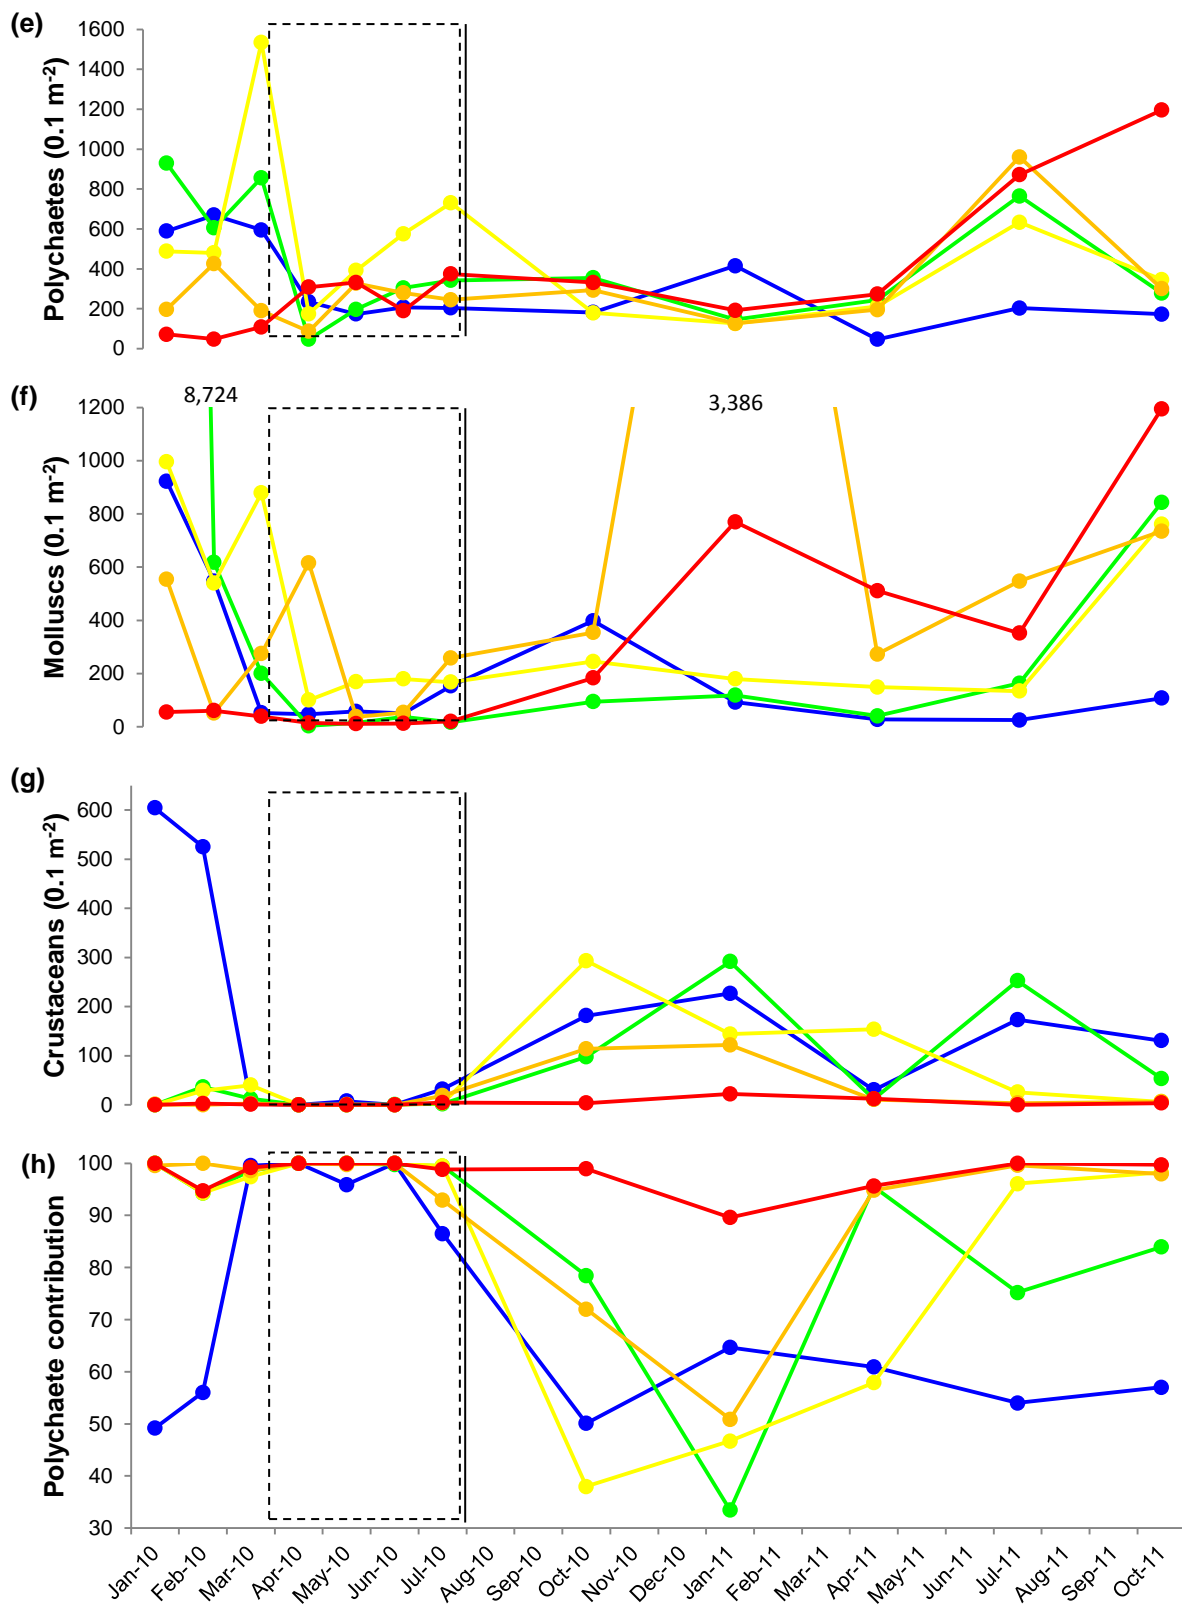 (e)
Polychaetes (0.1 m-2)
1600
1400
1200
1000
800
600
400
200
0
(f)
8,724
3,386
Molluscs (0.1 m-2)
1200
1000
800
600
400
200
0
(g)
Crustaceans (0.1 m-2)
600
500
400
300
200
100
0
(h)
Polychaete contribution
100
90
80
70
60
50
40
30
Jan-10
Feb-10
Mar-10
Apr-10
May-10
Jun-10
Jul-10
Aug-10
Sep-10
Oct-10
Nov-10
Dec-10
Jan-11
Feb-11
Mar-11
Apr-11
May-11
Jun-11
Jul-11
Aug-11
Sep-11
Oct-11